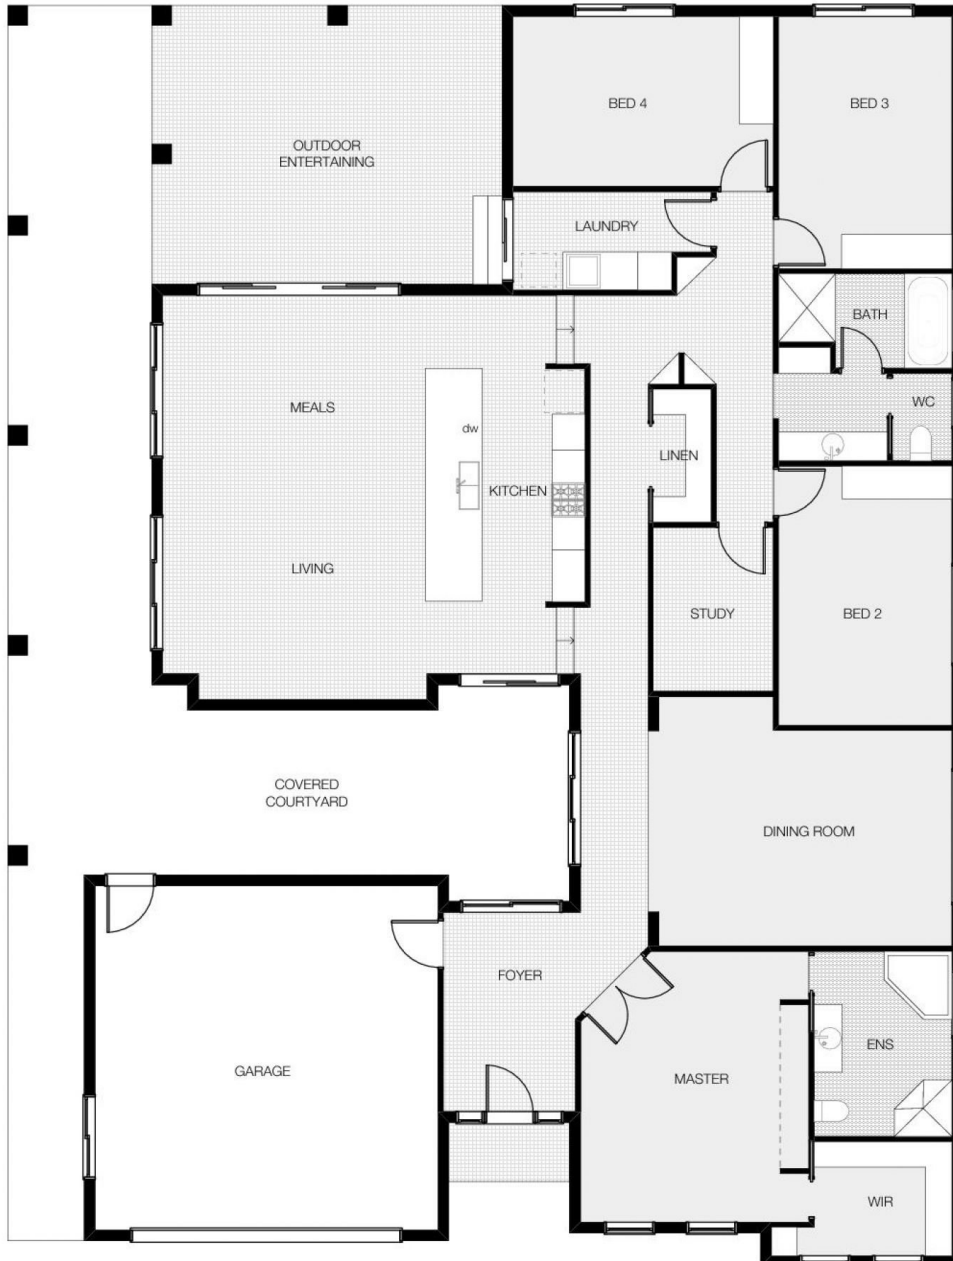 BED 4
BED 3
OUTDOOR
ENTERTAINING
LAUNDRY
BATH
MEALS
WC
dw
LINEN
KITCHEN
LIVING
STUDY
BED 2
COVERED
COURTYARD
DINING ROOM
FOYER
ENS
GARAGE
MASTER
WIR